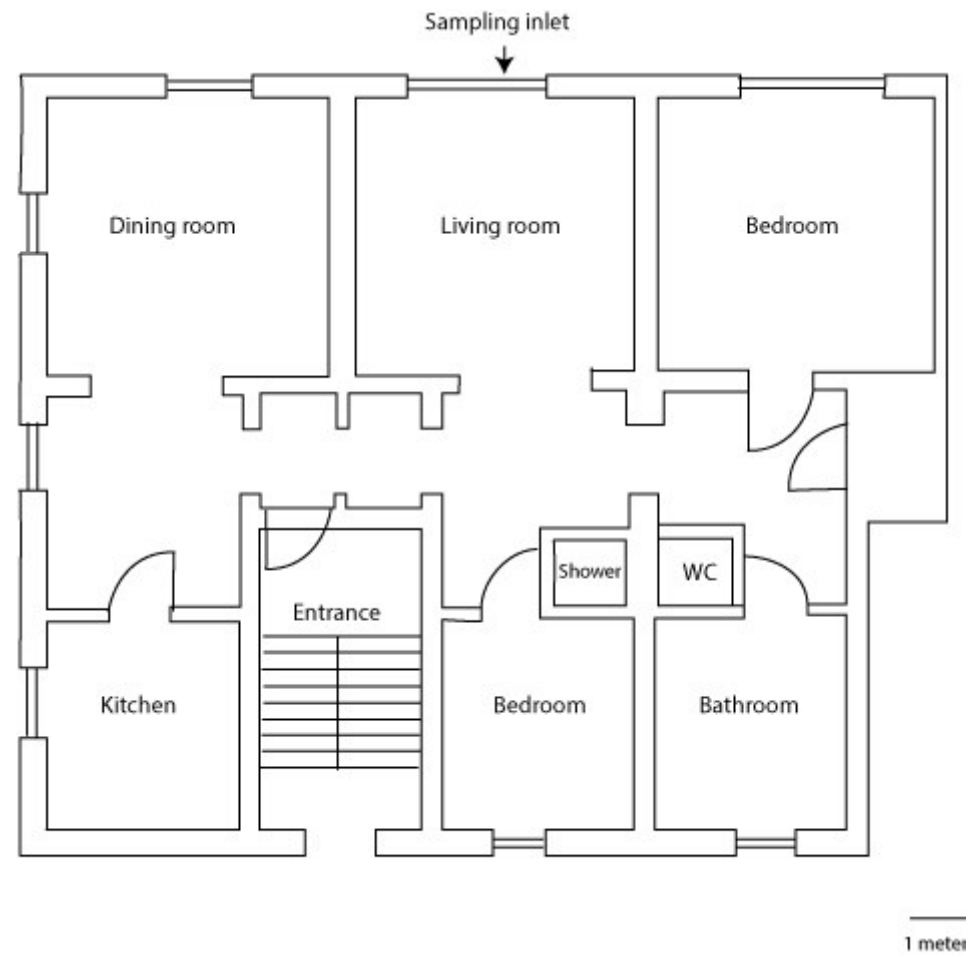 Sampling inlet
Dining room
Living room
Bedroom
Shower
WC
Entrance
Kitchen
Bedroom
Bathroom
1 meter